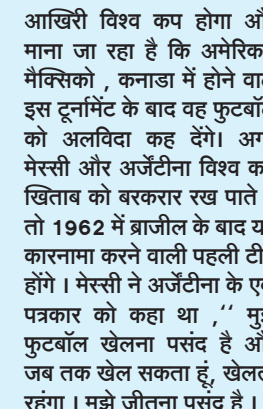 आखिरी विश्व कप होगा औ
माना जा रहा है कि अमेरिक
मैक्सिको , कनाडा में होने वा
इस टूर्नामेंट के बाद वह फुटबॉ
को अलविदा कह देंगे। अग
मेस्सी और अर्जेंटीना विश्व क
खिताब को बरकरार रख पाते
तो 1962 में ब्राजील के बाद य
कारनामा करने वाली पहली टी
होंगे । मेस्सी ने अर्जेंटीना के ए
पत्रकार को कहा था ,‘‘ मु
फुटबॉल खेलना पसंद है औ
जब तक खेल सकता हूं, खेल
रहूंगा । मुझे जीतना पसंद है ।